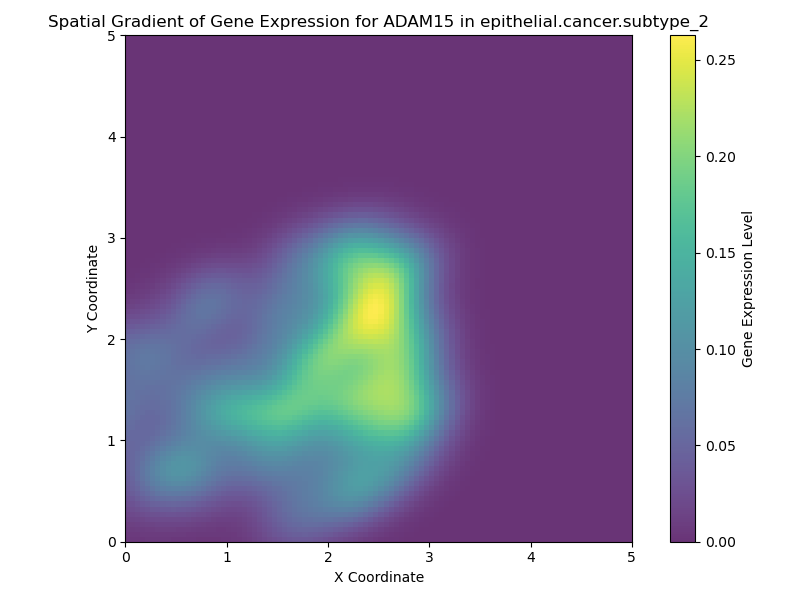 Spatial Gradient of Gene Expression for ADAM15 in epithelial.cancer.subtype_2
5
4
3
2
1
0
Y Coordinate
0 1 2 3 4 5
X Coordinate
0.25
0.20
0.15
0.10
0.05
0.00
Gene Expression Level